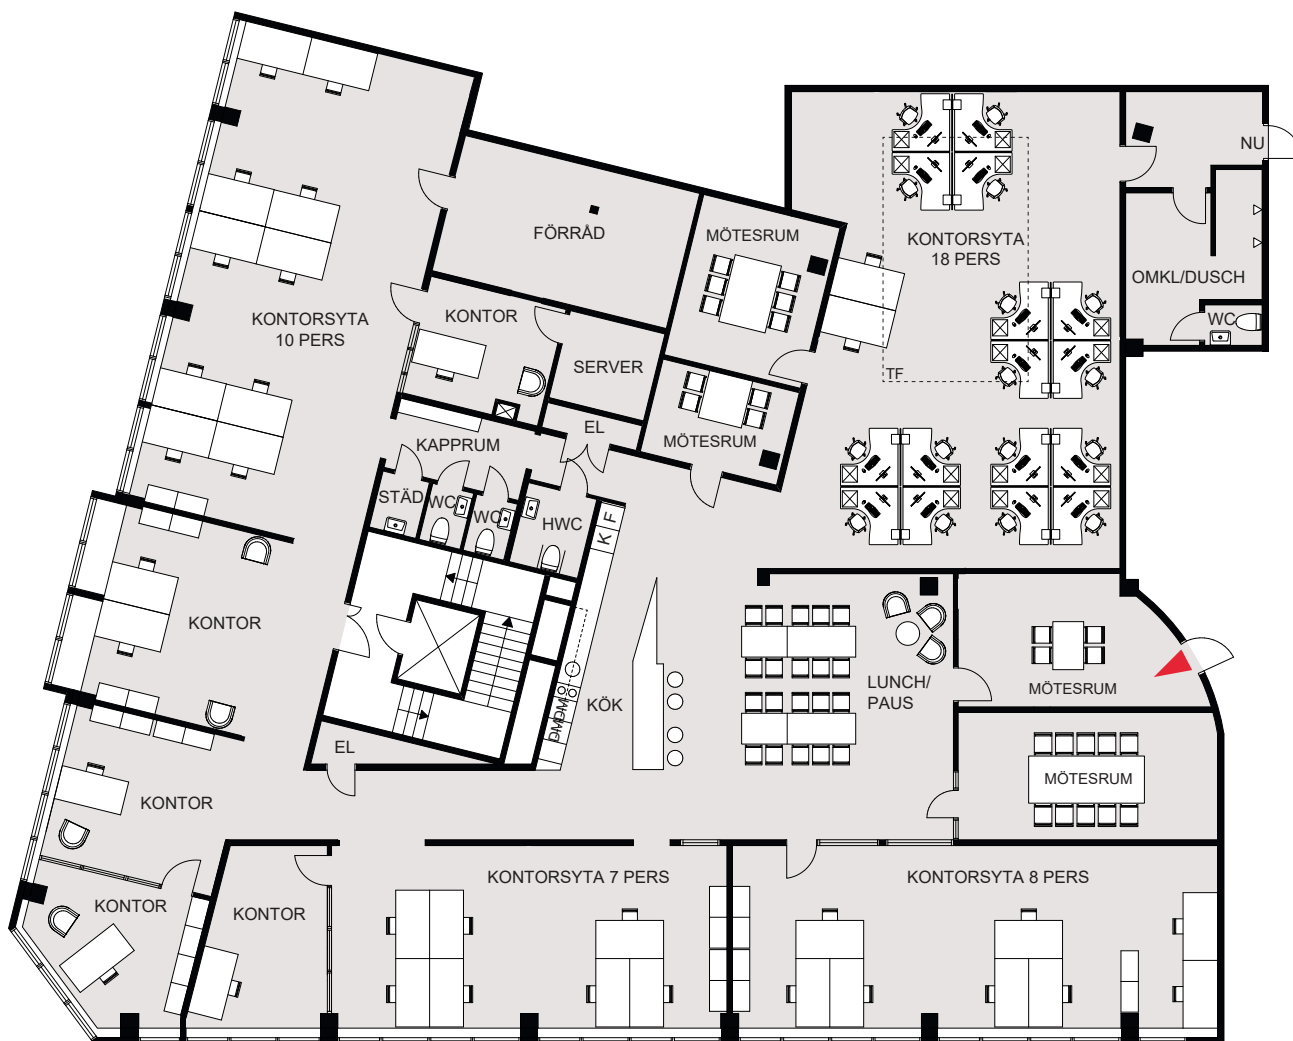 NU
FÖRRÅD
MÖTESRUM
KONTORSYTA
18 PERS
OMKL/DUSCH
WC
KONTORSYTA
10 PERS
KONTOR
SERVER
TF
EL
MÖTESRUM
KAPPRUM
STÄD
WC
WC
HWC
K F
KONTOR
KÖK
LUNCH/
PAUS
MÖTESRUM
DM DM
EL
MÖTESRUM
KONTOR
KONTORSYTA 7 PERS
KONTORSYTA 8 PERS
KONTOR
KONTOR